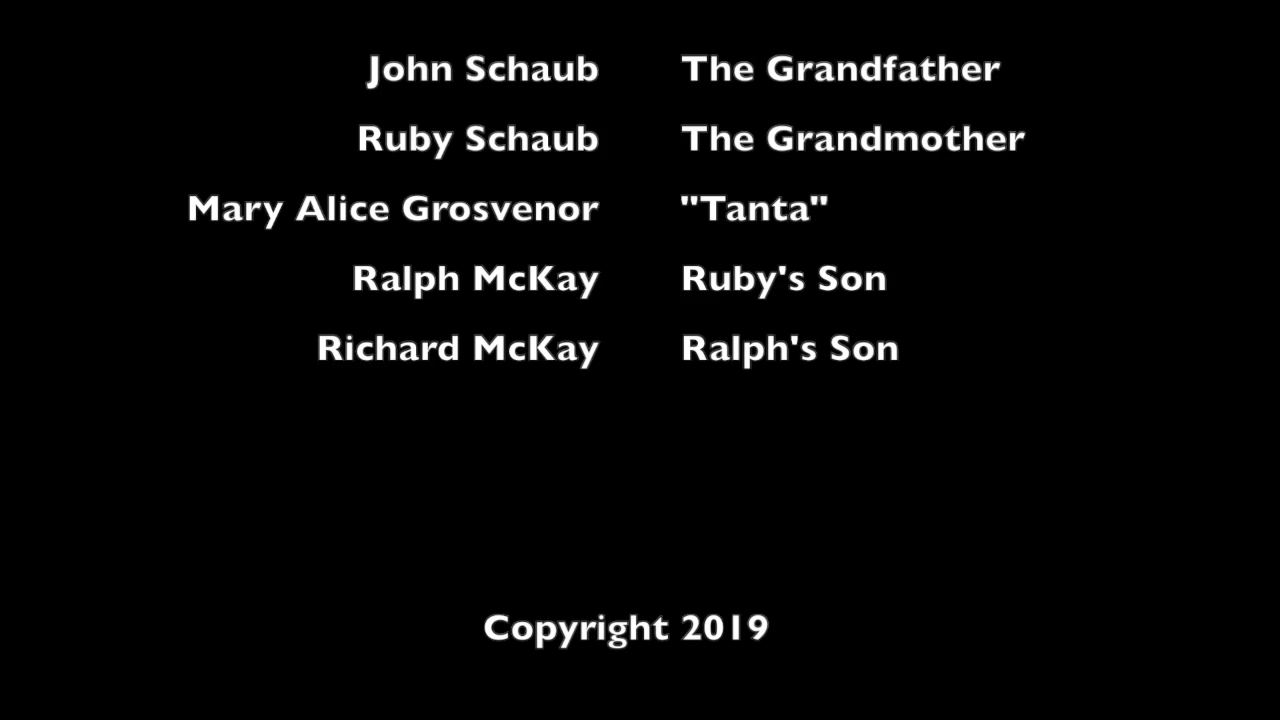 John Schaub The Grandfather
Ruby Schaub The Grandmother
Mary Alice Grosvenor "Tanta"
Ralph McKay Ruby's Son
Richard McKay Ralph's Son
Copyright 2019